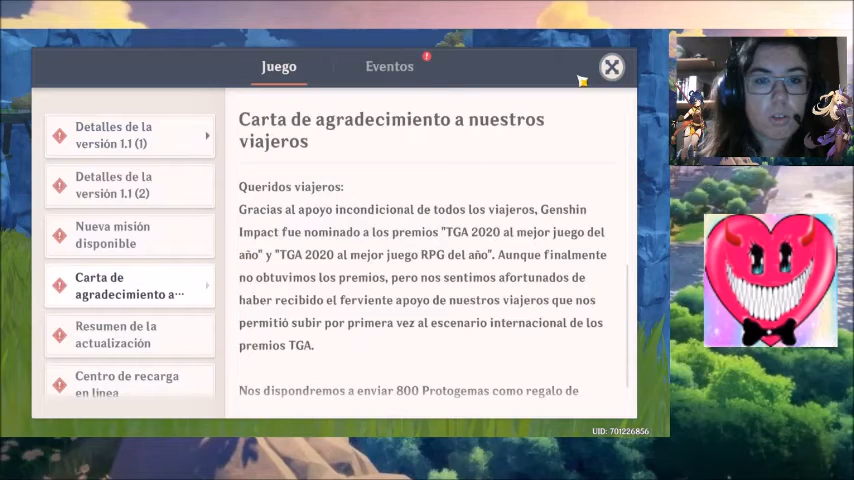 Juego
Eventos
Detalles de la
versión 1.1 (1)
Detalles de la
versión 1.1 (2)
Nueva misión
disponible
Carta de
agradecimiento a···
Resumen de la
actualización
Centro de recarga
en línea
Carta de agradecimiento a nuestros
viajeros
Queridos viajeros:
Gracias al apoyo incondicional de todos los viajeros, Genshin
Impact fue nominado a los premios "TGA 2020 al mejor juego del
año" y "TGA 2020 al mejor juego RPG del año". Aunque finalmente
no obtuvimos los premios, pero nos sentimos afortunados de
haber recibido el ferviente apoyo de nuestros viajeros que nos
permitió subir por primera vez al escenario internacional de los
premios TGA.
Nos dispondremos a enviar 800 Protogemas como regalo de
UID: 701226856